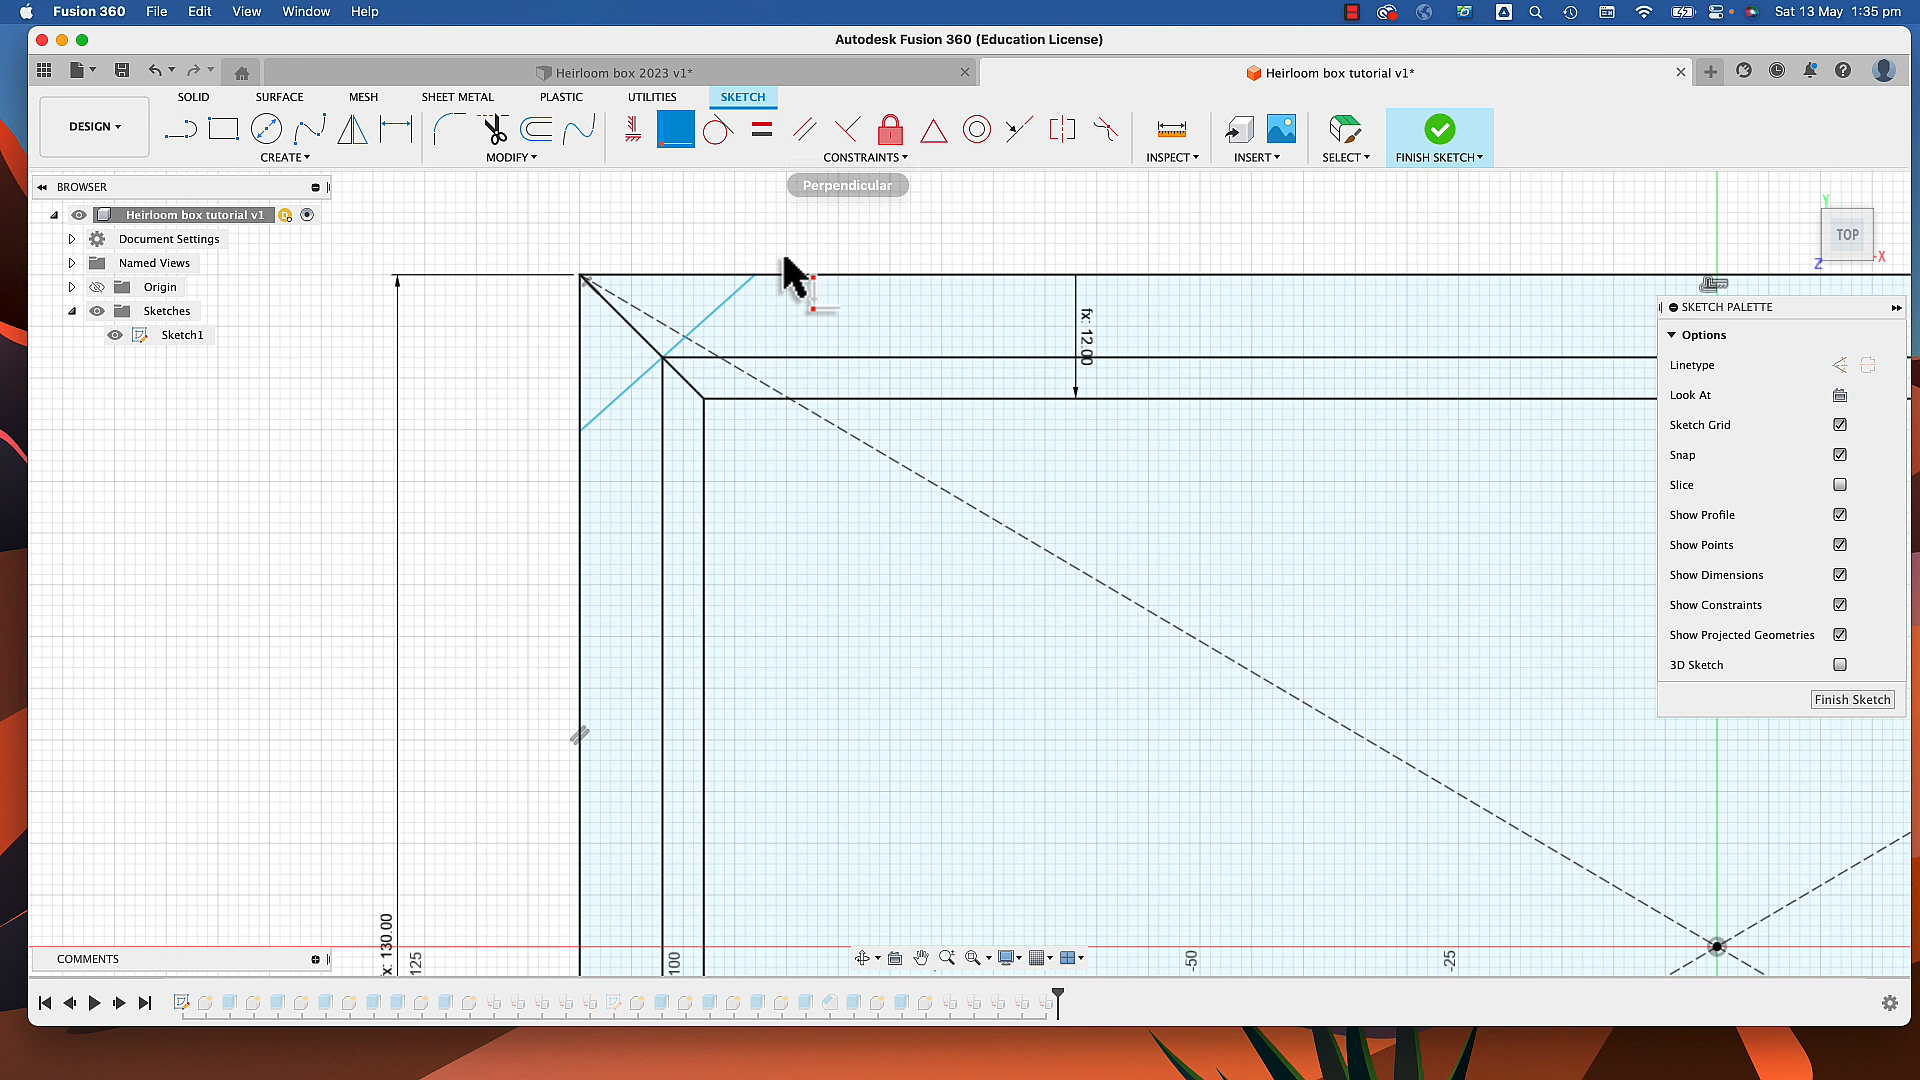 Fusion 360 File Edit View Window Help Sat 13 May 1:35 pm
Autodesk Fusion 360 (Education License)
Heirloom box 2023 v1* Heirloom box tutorial v1*
SOLID SURFACE MESH SHEET METAL PLASTIC UTILITIES SKETCH
DESIGN
CREATE MODIFY CONSTRAINTS INSPECT INSERT SELECT FINISH SKETCH
Perpendicular
BROWSER
Heirloom box tutorial v1
Document Settings
Named Views
Origin
Sketches
Sketch1
Y
TOP
X
Z
fx: 12.00
SKETCH PALETTE
Options
Linetype
Look At
Sketch Grid
Snap
Slice
Show Profile
Show Points
Show Dimensions
Show Constraints
Show Projected Geometries
3D Sketch
Finish Sketch
fx: 130.00
125
100
-50
-25
COMMENTS